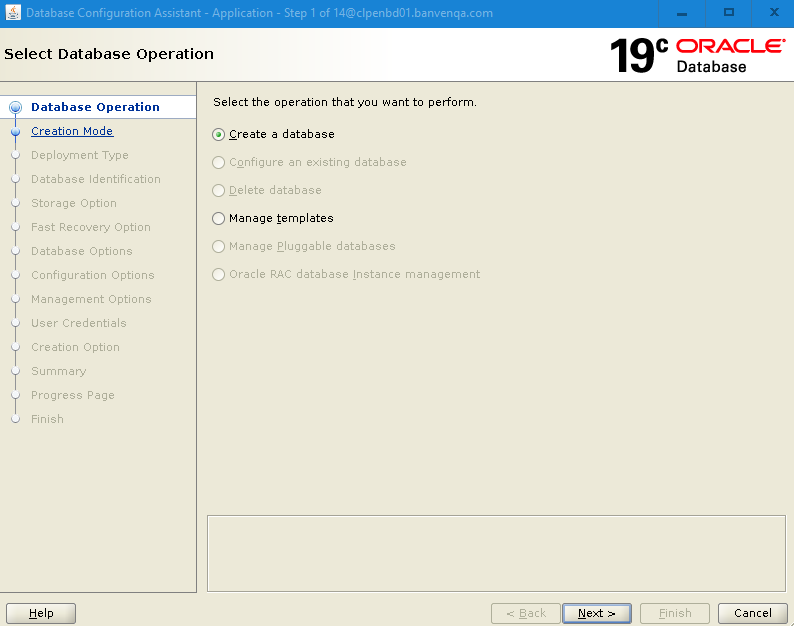 Database Configuration Assistant - Application - Step 1 of 14@clpenbd01.banvenqa.com
Select Database Operation
19c ORACLE
Database
Database Operation
Creation Mode
Deployment Type
Database Identification
Storage Option
Fast Recovery Option
Database Options
Configuration Options
Management Options
User Credentials
Creation Option
Summary
Progress Page
Finish
Select the operation that you want to perform.
Create a database
Configure an existing database
Delete database
Manage templates
Manage Pluggable databases
Oracle RAC database Instance management
Help
< Back
Next >
Finish
Cancel